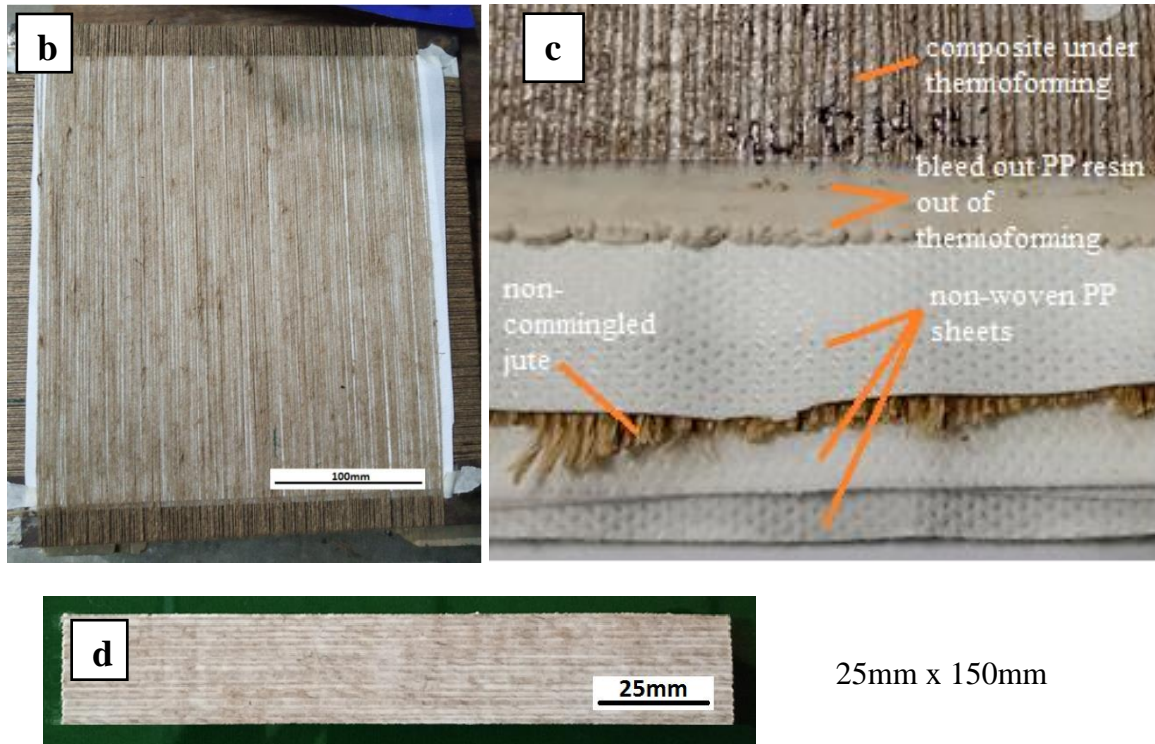 b
100mm
c
composite under
thermoforming
bleed out PP resin
out of
thermoforming
non-woven PP
sheets
non-
commingled
jute
d
25mm
25mm x 150mm